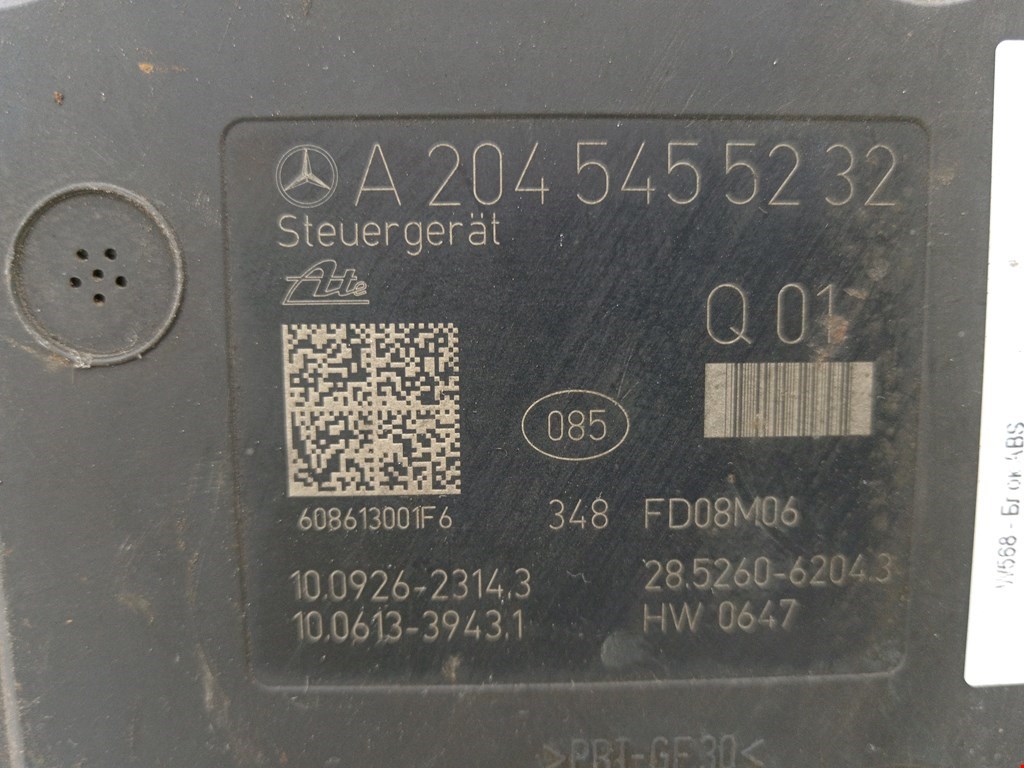 A 204 545 52 32
Steuergerät
Ate
Q 01
085
608613001F6
348 FD08M06
10.0926-2314.3
28.5260-6204.3
10.0613-3943.1
HW 0647
>PBT-GF30<
W568 - Блок ABS